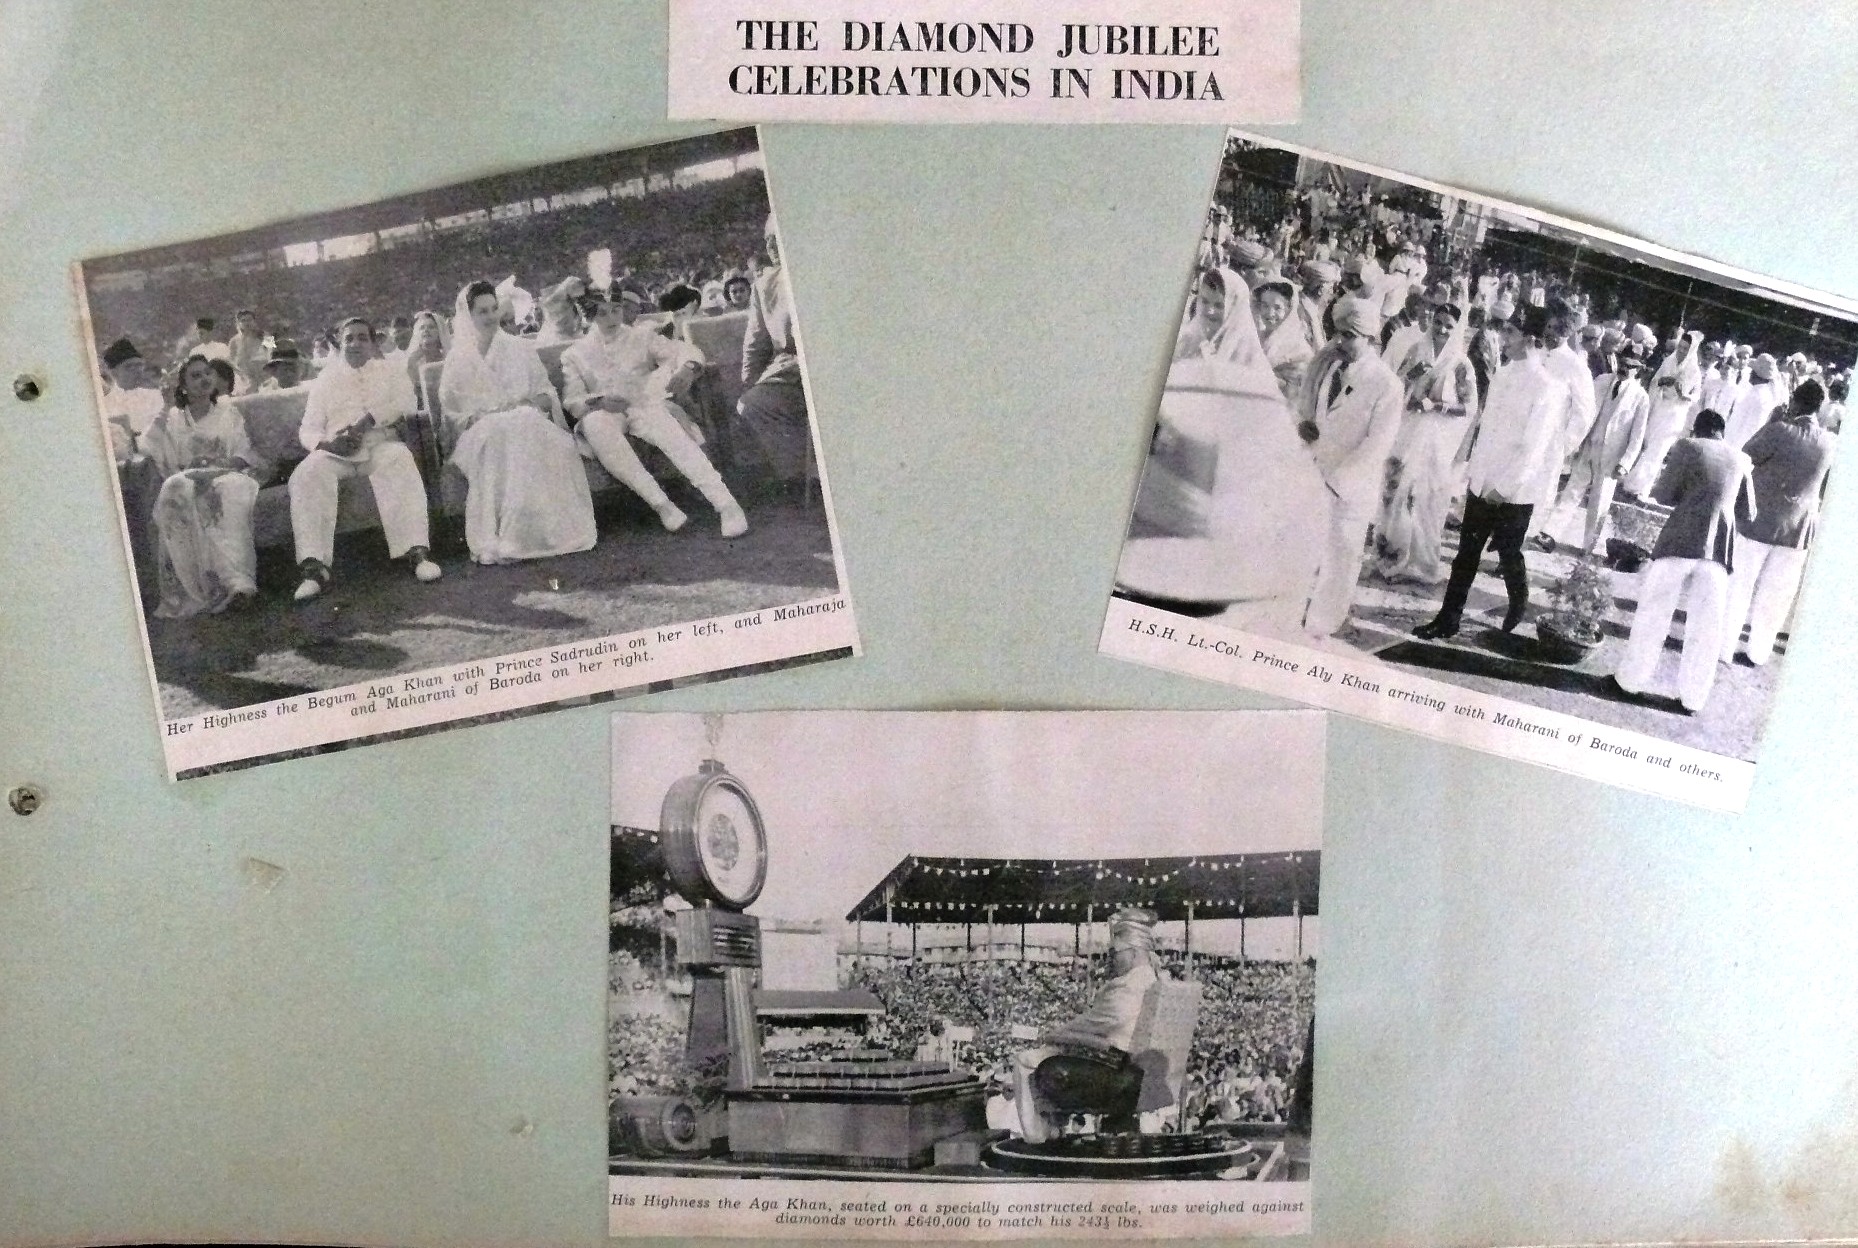 THE DIAMOND JUBILEE
CELEBRATIONS IN INDIA
Her Highness the Begum Aga Khan with Prince Sadrudin on her left, and Maharaja
and Maharani of Baroda on her right.
H.S.H. Lt.-Col. Prince Aly Khan arriving with Maharani of Baroda and others.
His Highness the Aga Khan, seated on a specially constructed scale, was weighed against
diamonds worth £640,000 to match his 243½ lbs.